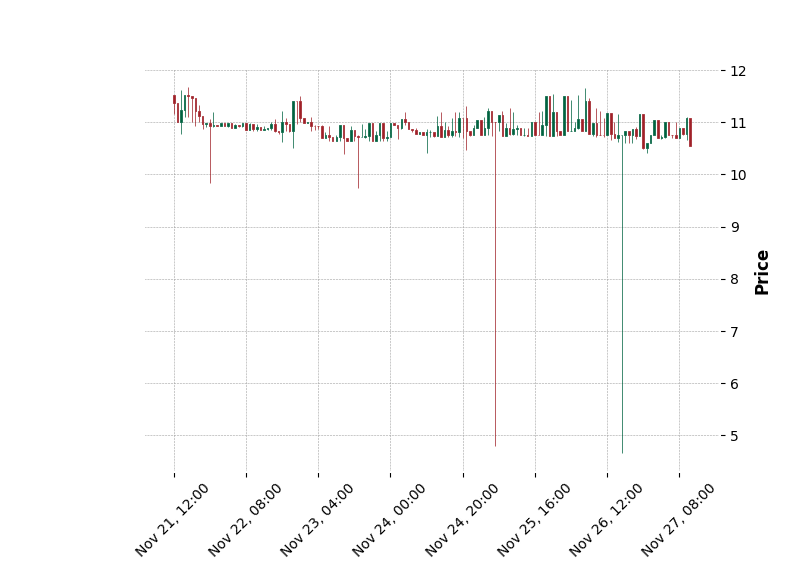 12
11
10
9
8
7
6
5
Price
Nov 21, 12:00
Nov 22, 08:00
Nov 23, 04:00
Nov 24, 00:00
Nov 24, 20:00
Nov 25, 16:00
Nov 26, 12:00
Nov 27, 08:00